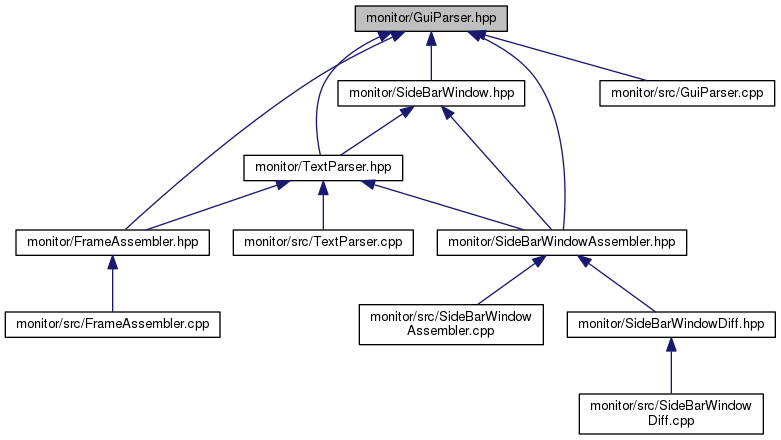 monitor/GuiParser.hpp
monitor/SideBarWindow.hpp
monitor/src/GuiParser.cpp
monitor/TextParser.hpp
monitor/FrameAssembler.hpp
monitor/src/TextParser.cpp
monitor/SideBarWindowAssembler.hpp
monitor/src/FrameAssembler.cpp
monitor/src/SideBarWindow
Assembler.cpp
monitor/SideBarWindowDiff.hpp
monitor/src/SideBarWindow
Diff.cpp